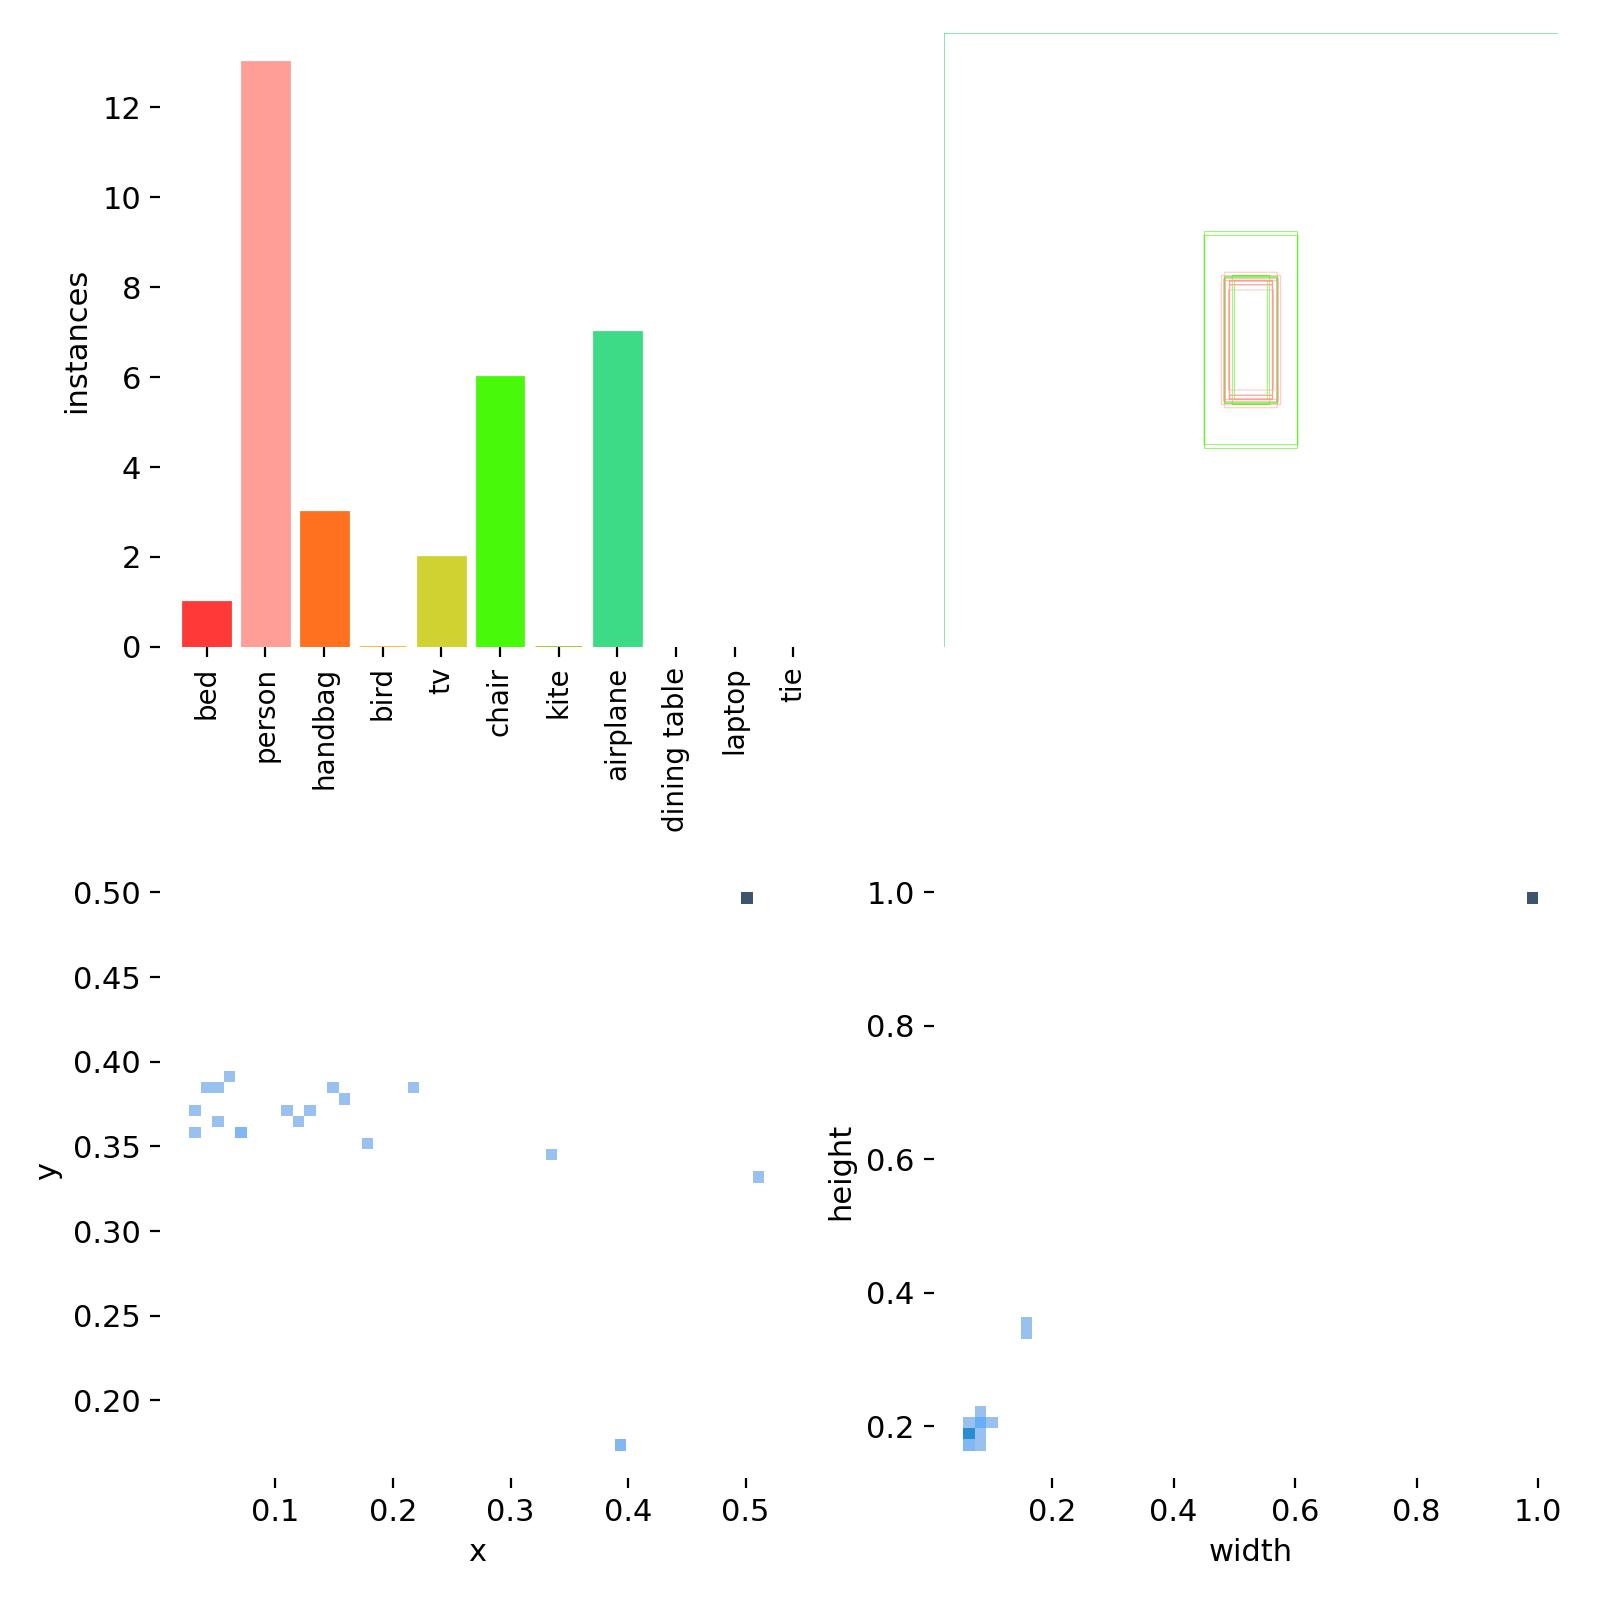 12
10
8
6
4
2
0
instances
bed
person
handbag
bird
tv
chair
kite
airplane
dining table
laptop
tie
0.50
0.45
0.40
0.35
0.30
0.25
0.20
y
0.1 0.2 0.3 0.4 0.5
x
1.0
0.8
0.6
0.4
0.2
height
0.2 0.4 0.6 0.8 1.0
width